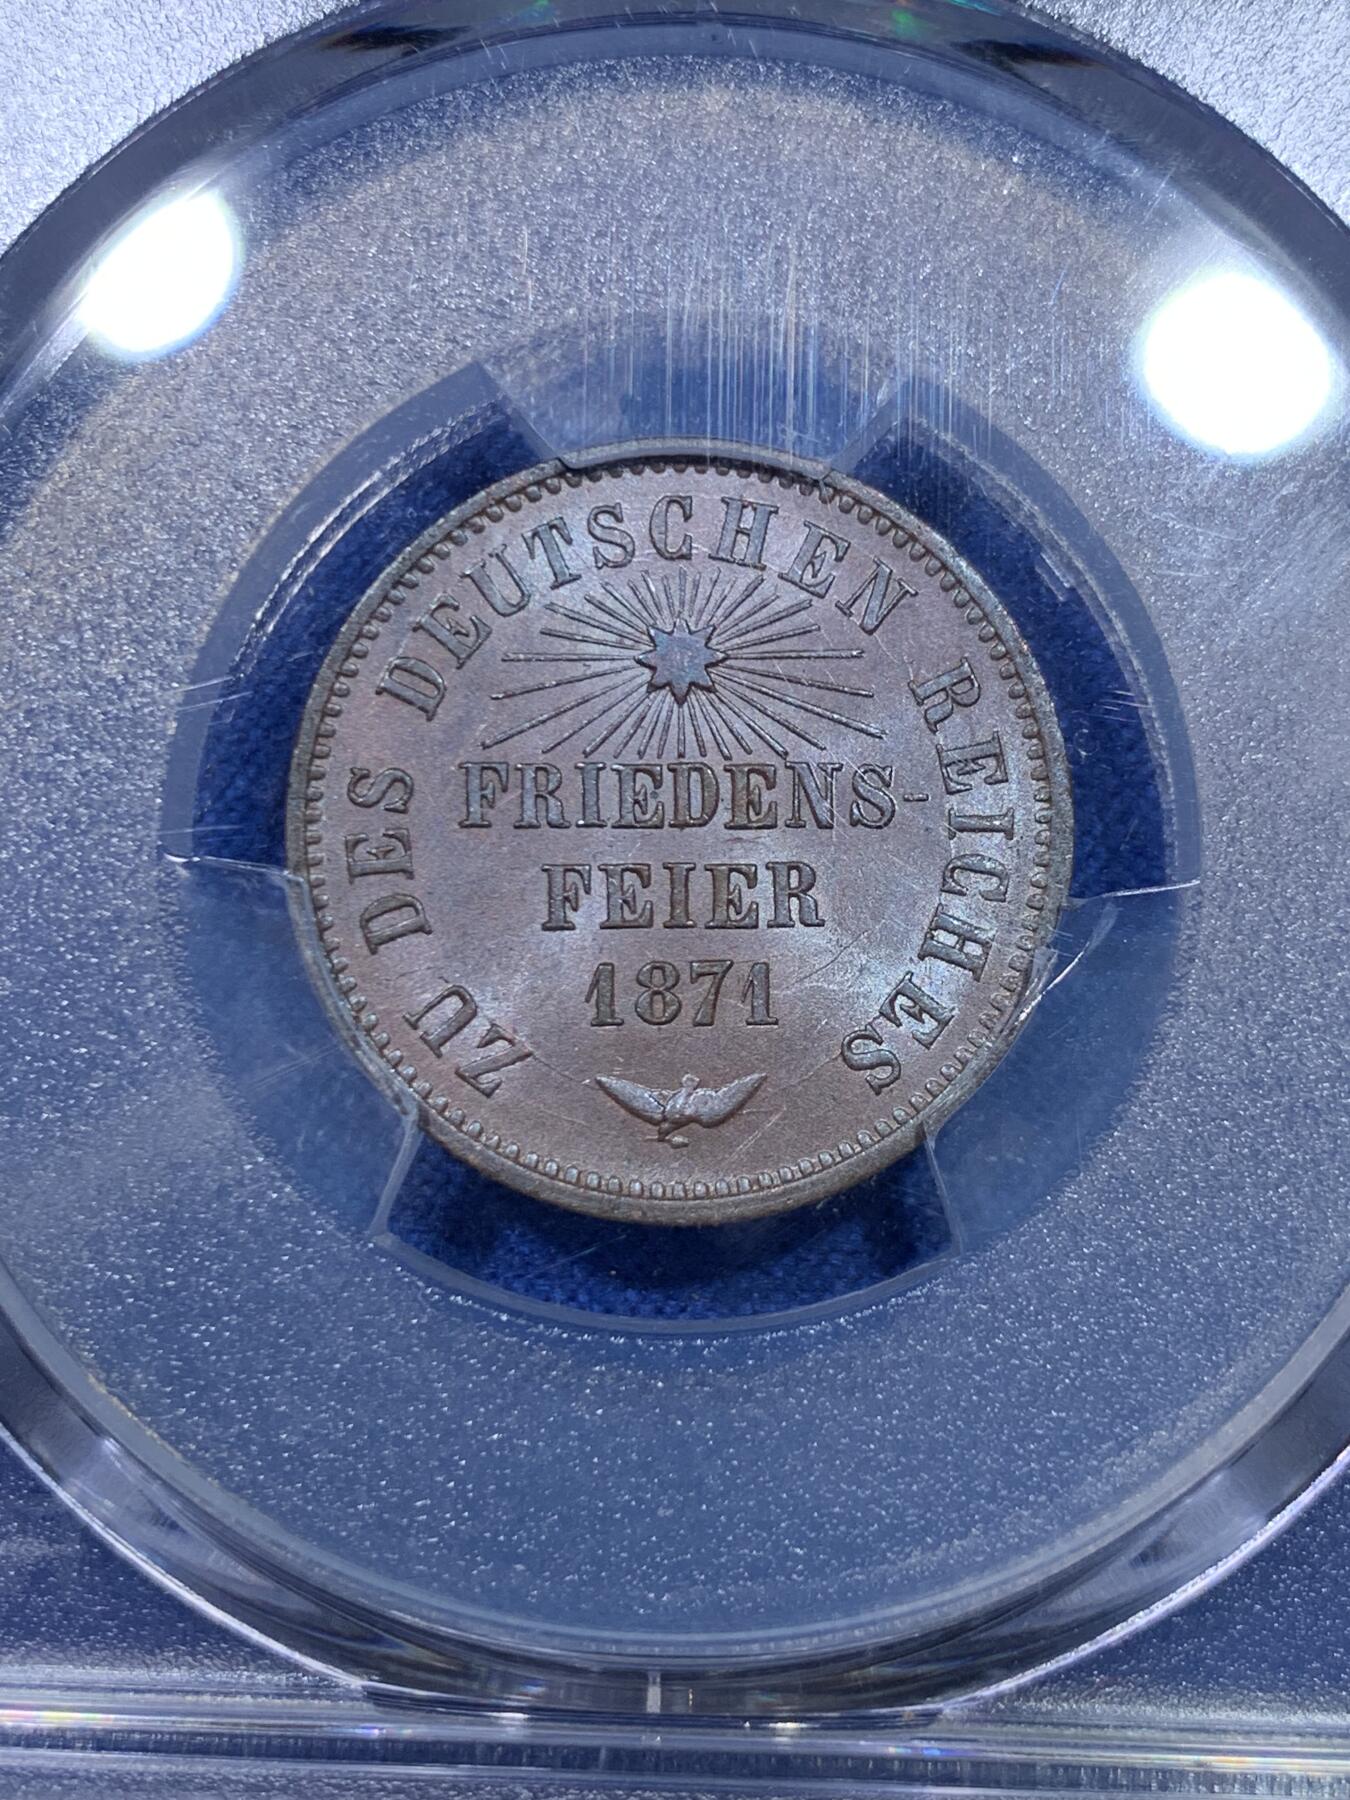 ZU DES DEUTSCHEN REICHES
FRIEDENS-
FEIER
1871